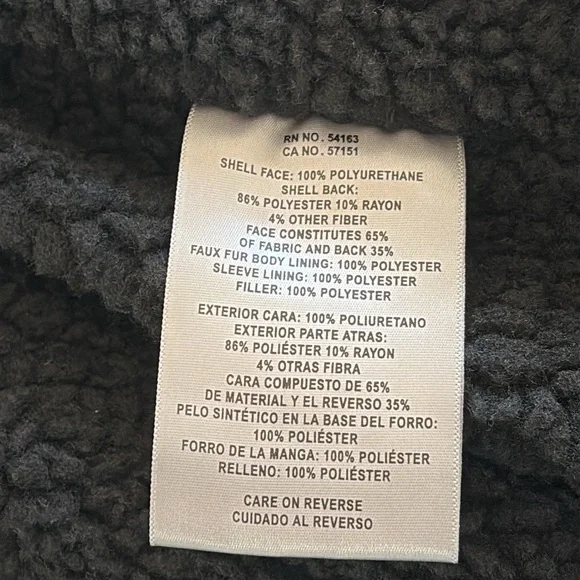 RN NO. 54163
CA NO. 57151
SHELL FACE: 100% POLYURETHANE
SHELL BACK:
86% POLYESTER 10% RAYON
4% OTHER FIBER
FACE CONSTITUTES 65%
OF FABRIC AND BACK 35%
FAUX FUR BODY LINING: 100% POLYESTER
SLEEVE LINING: 100% POLYESTER
FILLER: 100% POLYESTER
EXTERIOR CARA: 100% POLIURETANO
EXTERIOR PARTE ATRAS:
86% POLIÉSTER 10% RAYON
4% OTRAS FIBRA
CARA COMPUESTO DE 65%
DE MATERIAL Y EL REVERSO 35%
PELO SINTÉTICO EN LA BASE DEL FORRO:
100% POLIÉSTER
FORRO DE LA MANGA: 100% POLIÉSTER
RELLENO: 100% POLIÉSTER
CARE ON REVERSE
CUIDADO AL REVERSO